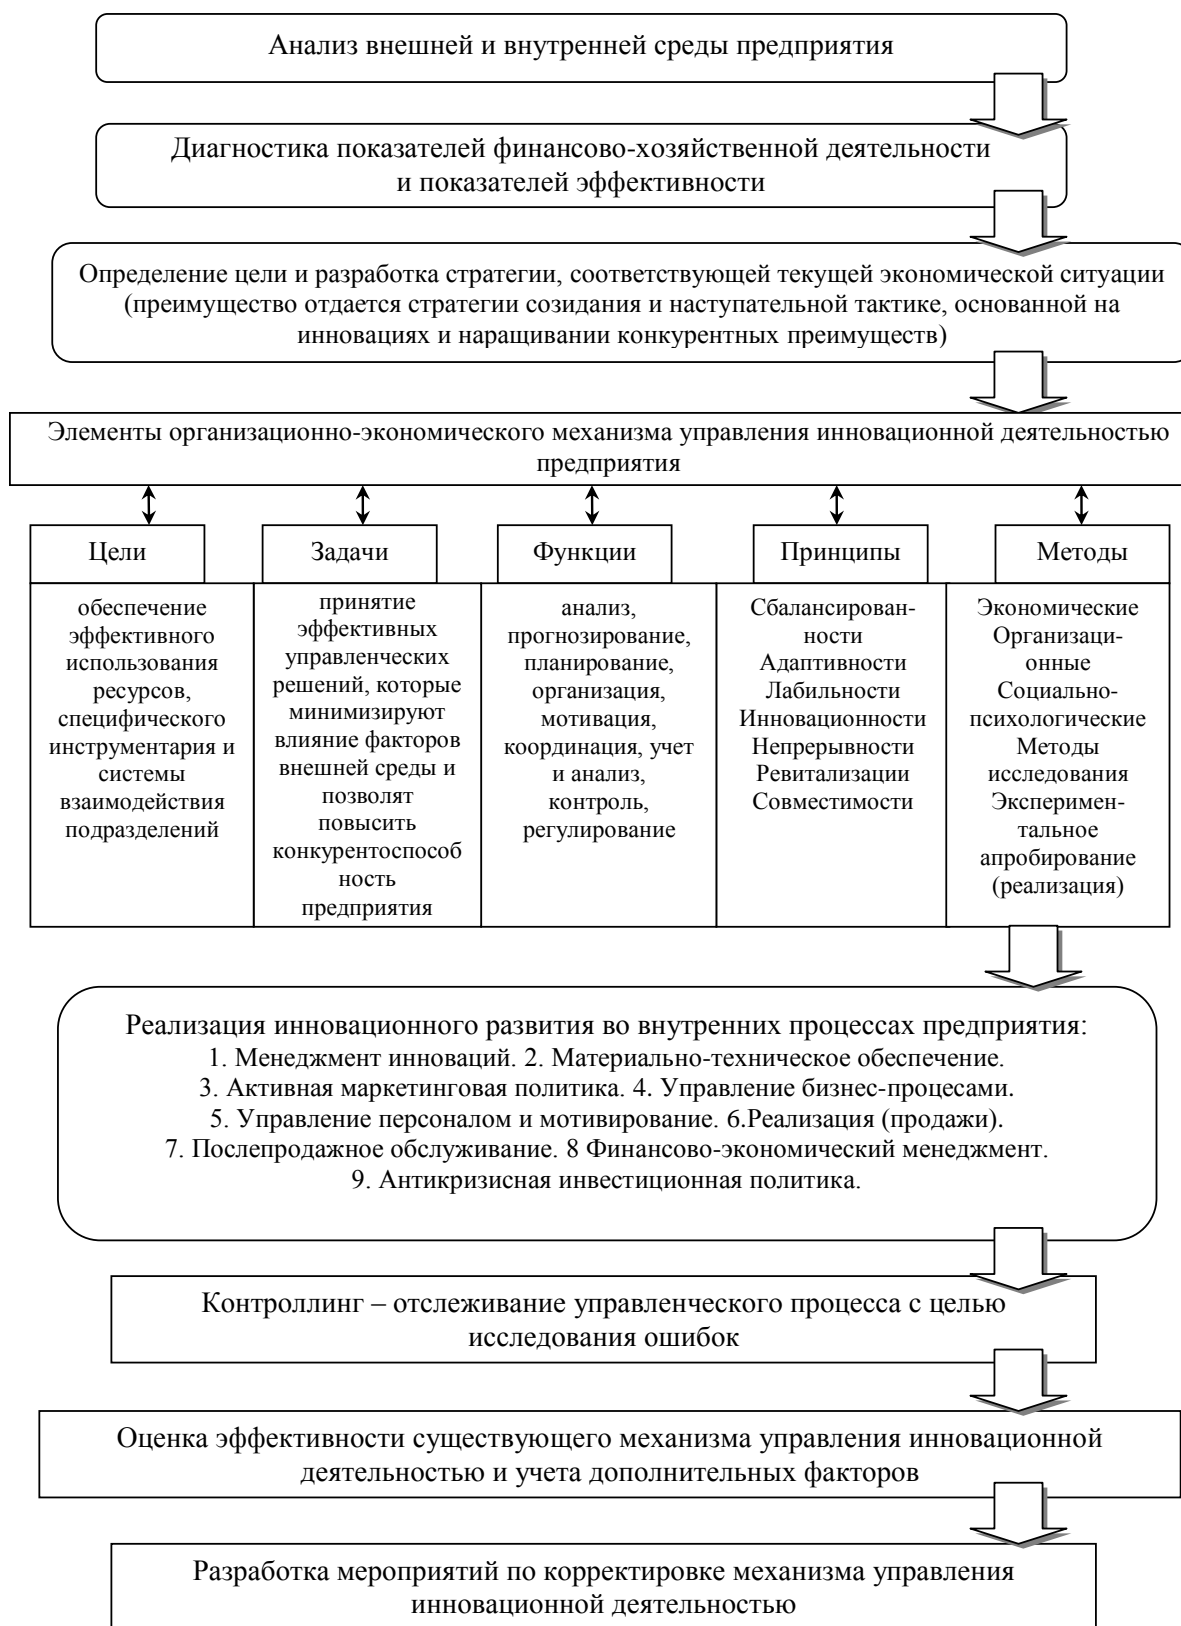 Анализ внешней и внутренней среды предприятия
Диагностика показателей финансово-хозяйственной деятельности
и показателей эффективности
Определение цели и разработка стратегии, соответствующей текущей экономической ситуации
(преимущество отдается стратегии созидания и наступательной тактике, основанной на
инновациях и наращивании конкурентных преимуществ)
Элементы организационно-экономического механизма управления инновационной деятельностью
предприятия
Цели
обеспечение
эффективного
использования
ресурсов,
специфического
инструментария и
системы
взаимодействия
подразделений
Задачи
принятие
эффективных
управленческих
решений, которые
минимизируют
влияние факторов
внешней среды и
позволят
повысить
конкурентоспособ
ность
предприятия
Функции
анализ,
прогнозирование,
планирование,
организация,
мотивация,
координация, учет
и анализ,
контроль,
регулирование
Принципы
Сбалансирован-
ности
Адаптивности
Лабильности
Инновационности
Непрерывности
Ревитализации
Совместимости
Методы
Экономические
Организаци-
онные
Социально-
психологические
Методы
исследования
Эксперимен-
тальное
апробирование
(реализация)
Реализация инновационного развития во внутренних процессах предприятия:
1. Менеджмент инноваций. 2. Материально-техническое обеспечение.
3. Активная маркетинговая политика. 4. Управление бизнес-процесами.
5. Управление персоналом и мотивирование. 6.Реализация (продажи).
7. Послепродажное обслуживание. 8 Финансово-экономический менеджмент.
9. Антикризисная инвестиционная политика.
Контроллинг – отслеживание управленческого процесса с целью
исследования ошибок
Оценка эффективности существующего механизма управления инновационной
деятельностью и учета дополнительных факторов
Разработка мероприятий по корректировке механизма управления
инновационной деятельностью